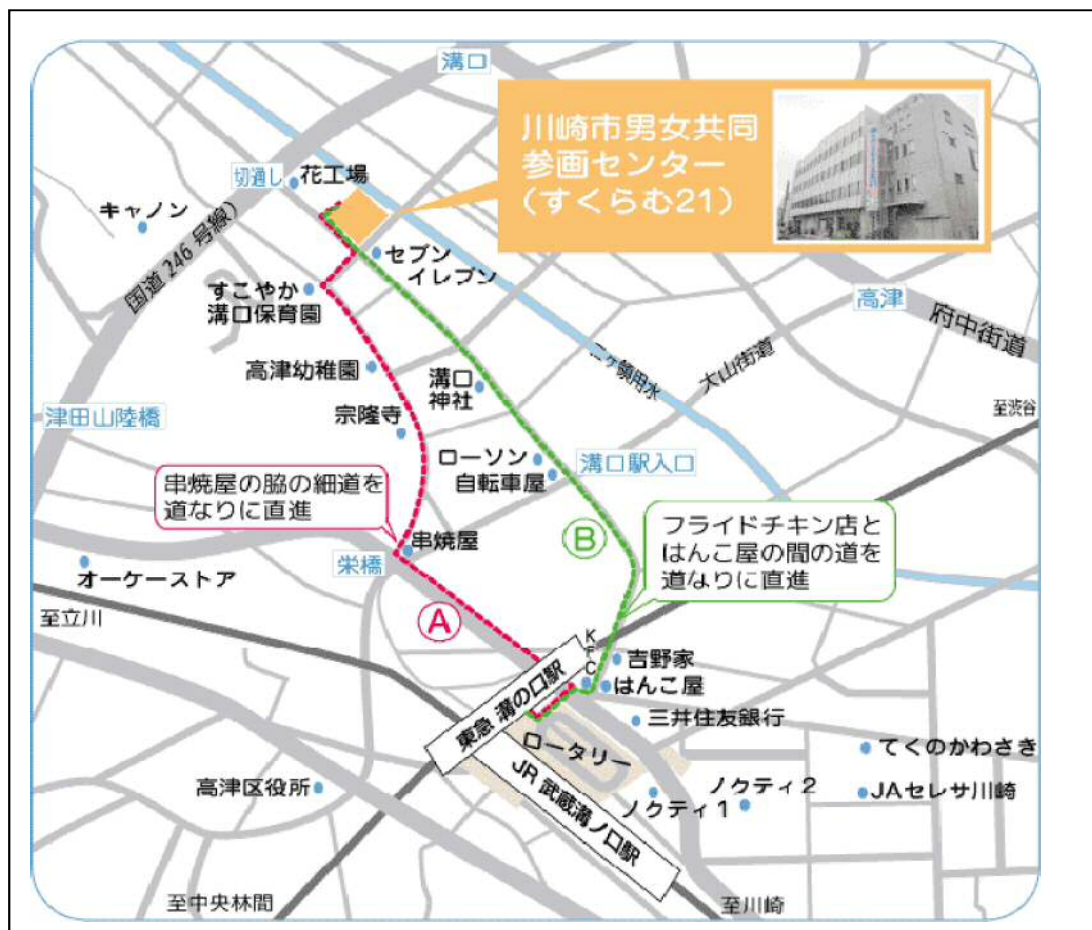 溝口
川崎市男女共同
参画センター
(すくらむ21)
切通し
花工場
キャノン
国道246号線)
セブン
イレブン
すこやか
溝口保育園
高津
府中街道
高津幼稚園
溝口
神社
二ヶ領用水
大山街道
至渋谷
津田山陸橋
宗隆寺
ローソン
自転車屋
溝口駅入口
串焼屋の脇の細道を
道なりに直進
串焼屋
B
フライドチキン店と
はんこ屋の間の道を
道なりに直進
栄橋
オーケーストア
至立川
A
KFC
吉野家
はんこ屋
東急 溝の口駅
三井住友銀行
ロータリー
てくのかわさき
高津区役所
JR 武蔵溝ノ口駅
ノクティ2
ノクティ1
JAセレサ川崎
至中央林間
至川崎